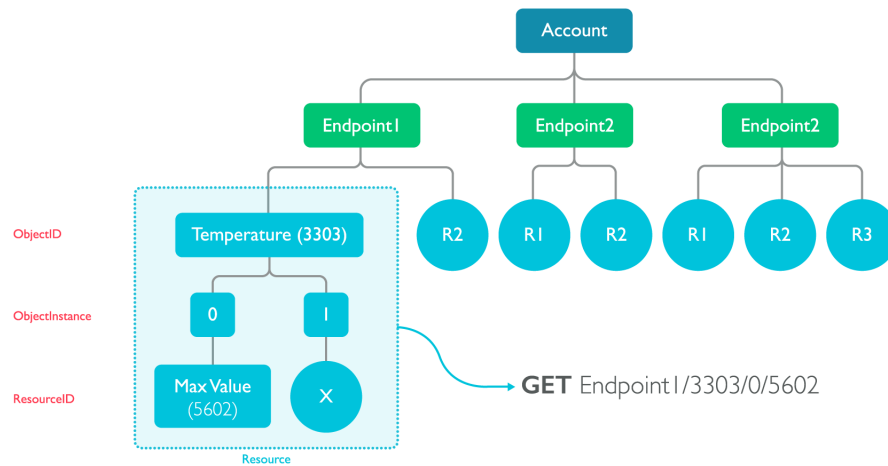 Account
Endpoint1
Endpoint2
Endpoint2
ObjectID
Temperature (3303)
R2
R1
R2
R1
R2
R3
ObjectInstance
0
1
GET Endpoint1/3303/0/5602
ResourceID
Max Value
(5602)
X
Resource